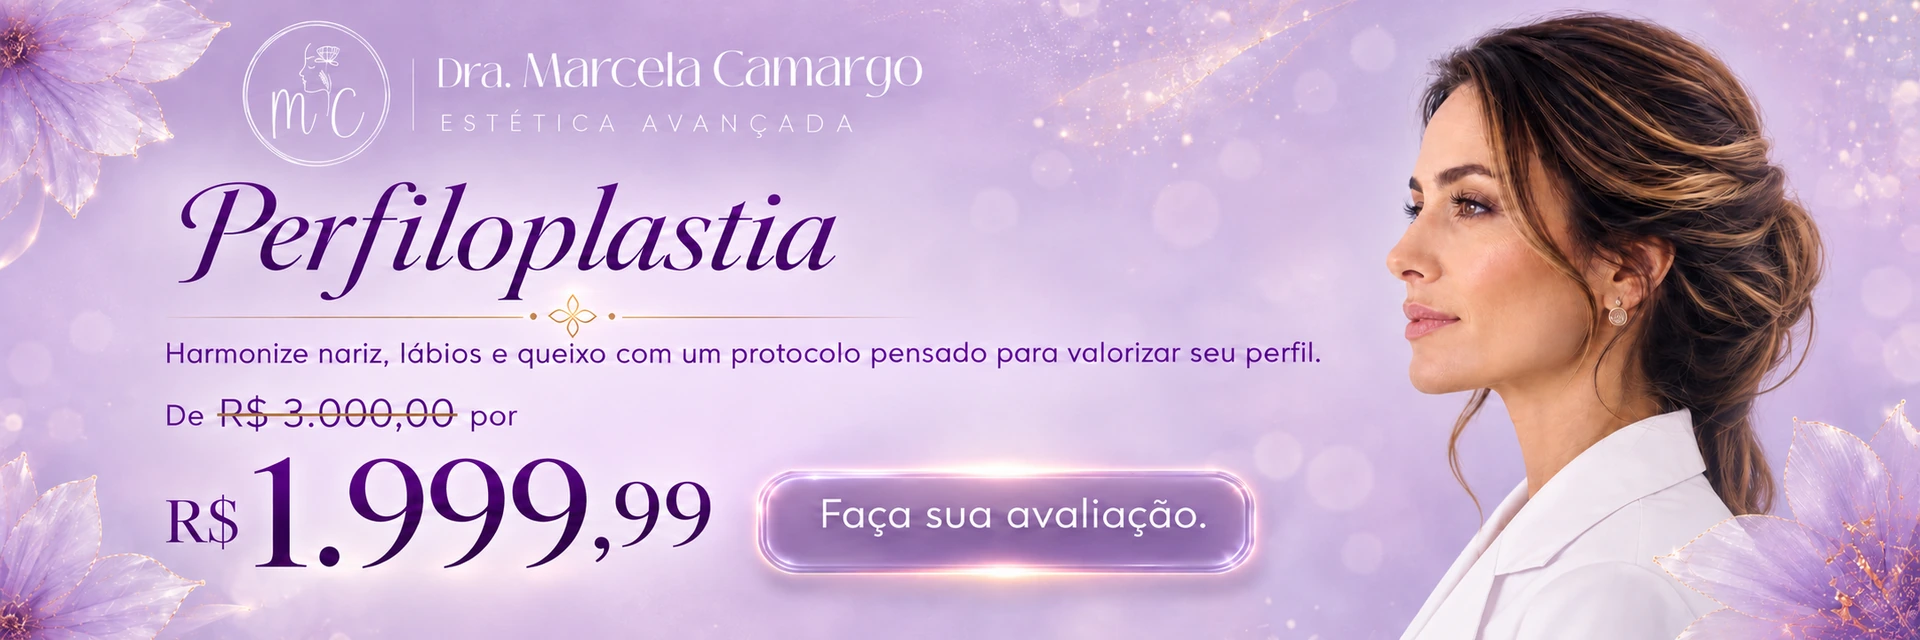 mc
Dra. Marcela Camargo
ESTÉTICA AVANÇADA
Perfiloplastia
Harmonize nariz, lábios e queixo com um protocolo pensado para valorizar seu perfil.
De R$ 3.000,00 por
R$ 1.999,99
Faça sua avaliação.